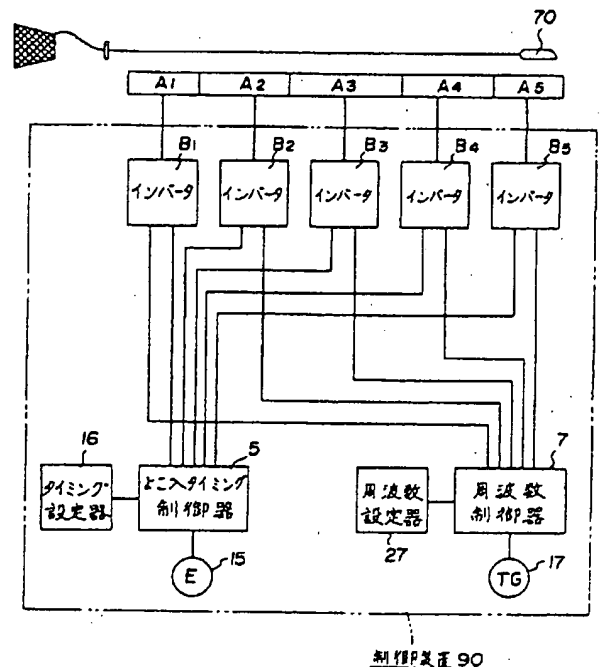 70
A1 A2 A3 A4 A5
B1 B2 B3 B4 B5
インバータ インバータ インバータ インバータ インバータ
16 5 7
タイミング
設定器
よこ入タイミング
制御器
周波数
設定器
周波数
制御器
E 15 27 TG 17
制御装置90